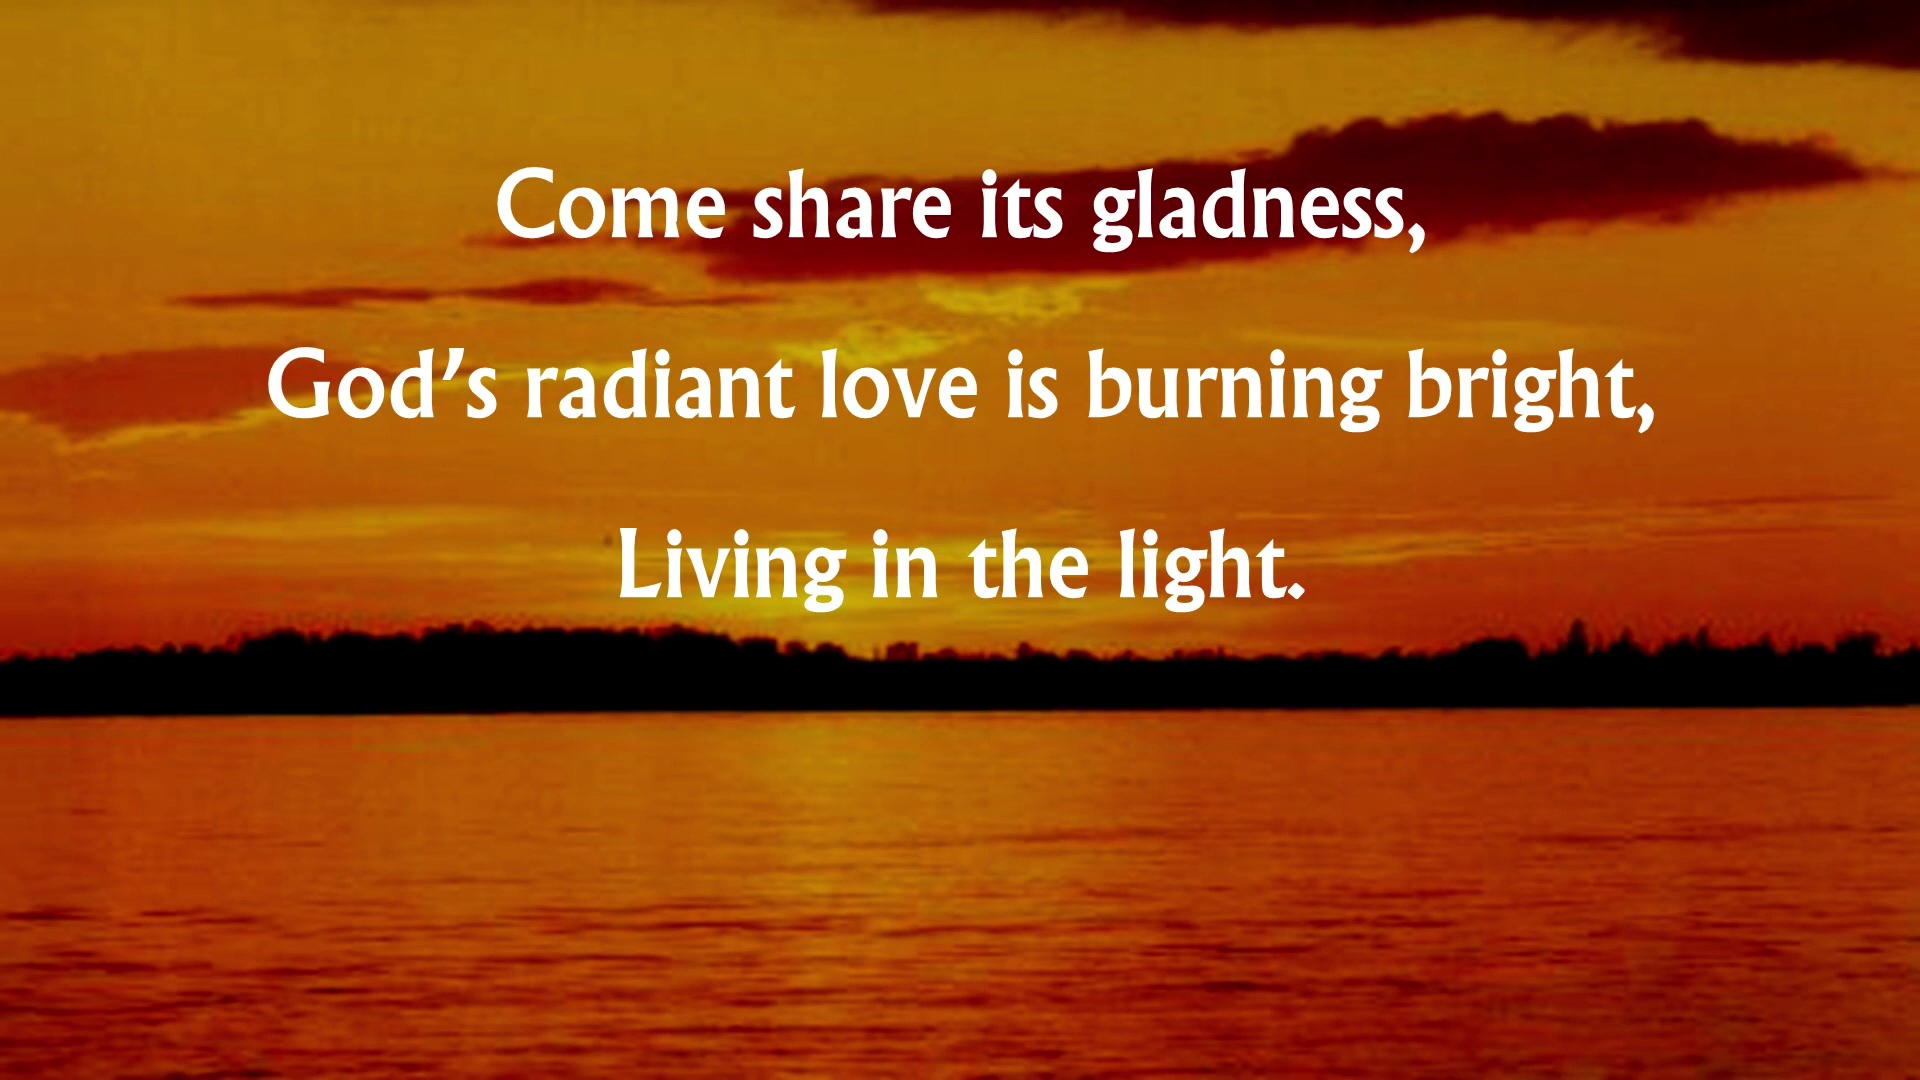 Come share its gladness,
God's radiant love is burning bright,
Living in the light.